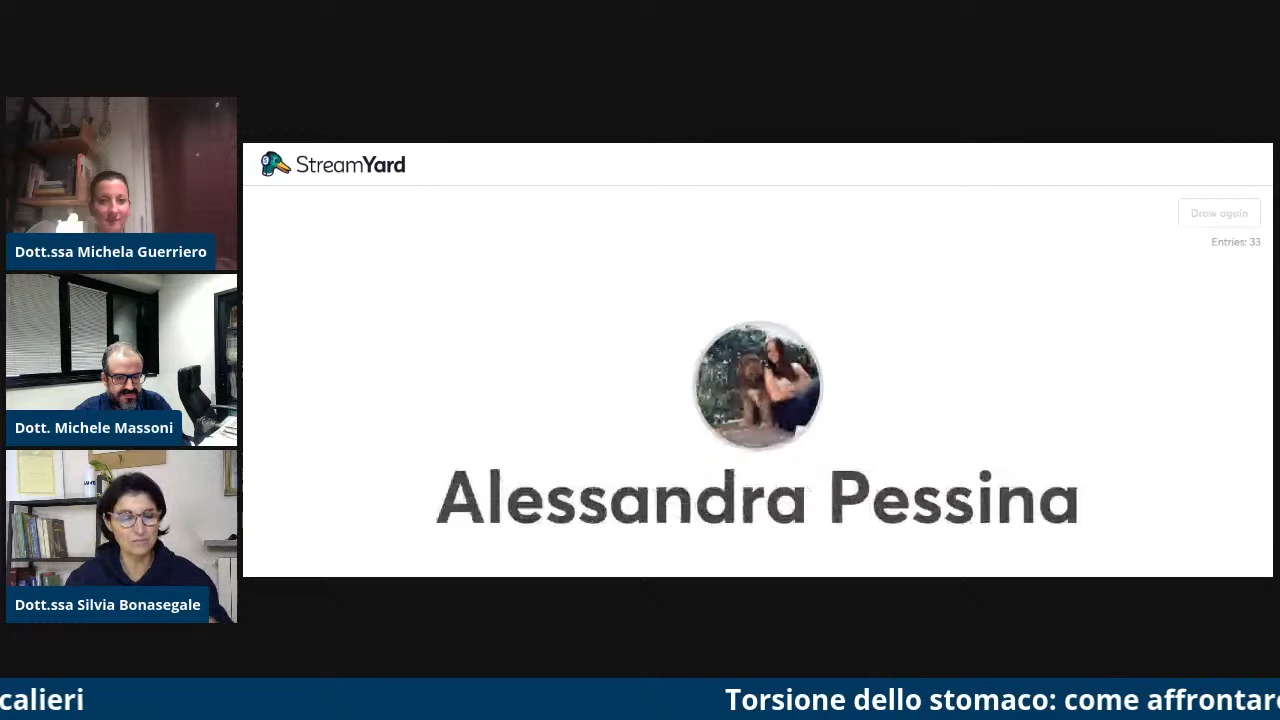 StreamYard
Draw again
Entries: 33
Dott.ssa Michela Guerriero
Dott. Michele Massoni
Alessandra Pessina
Dott.ssa Silvia Bonasegale
calieri
Torsione dello stomaco: come affrontar